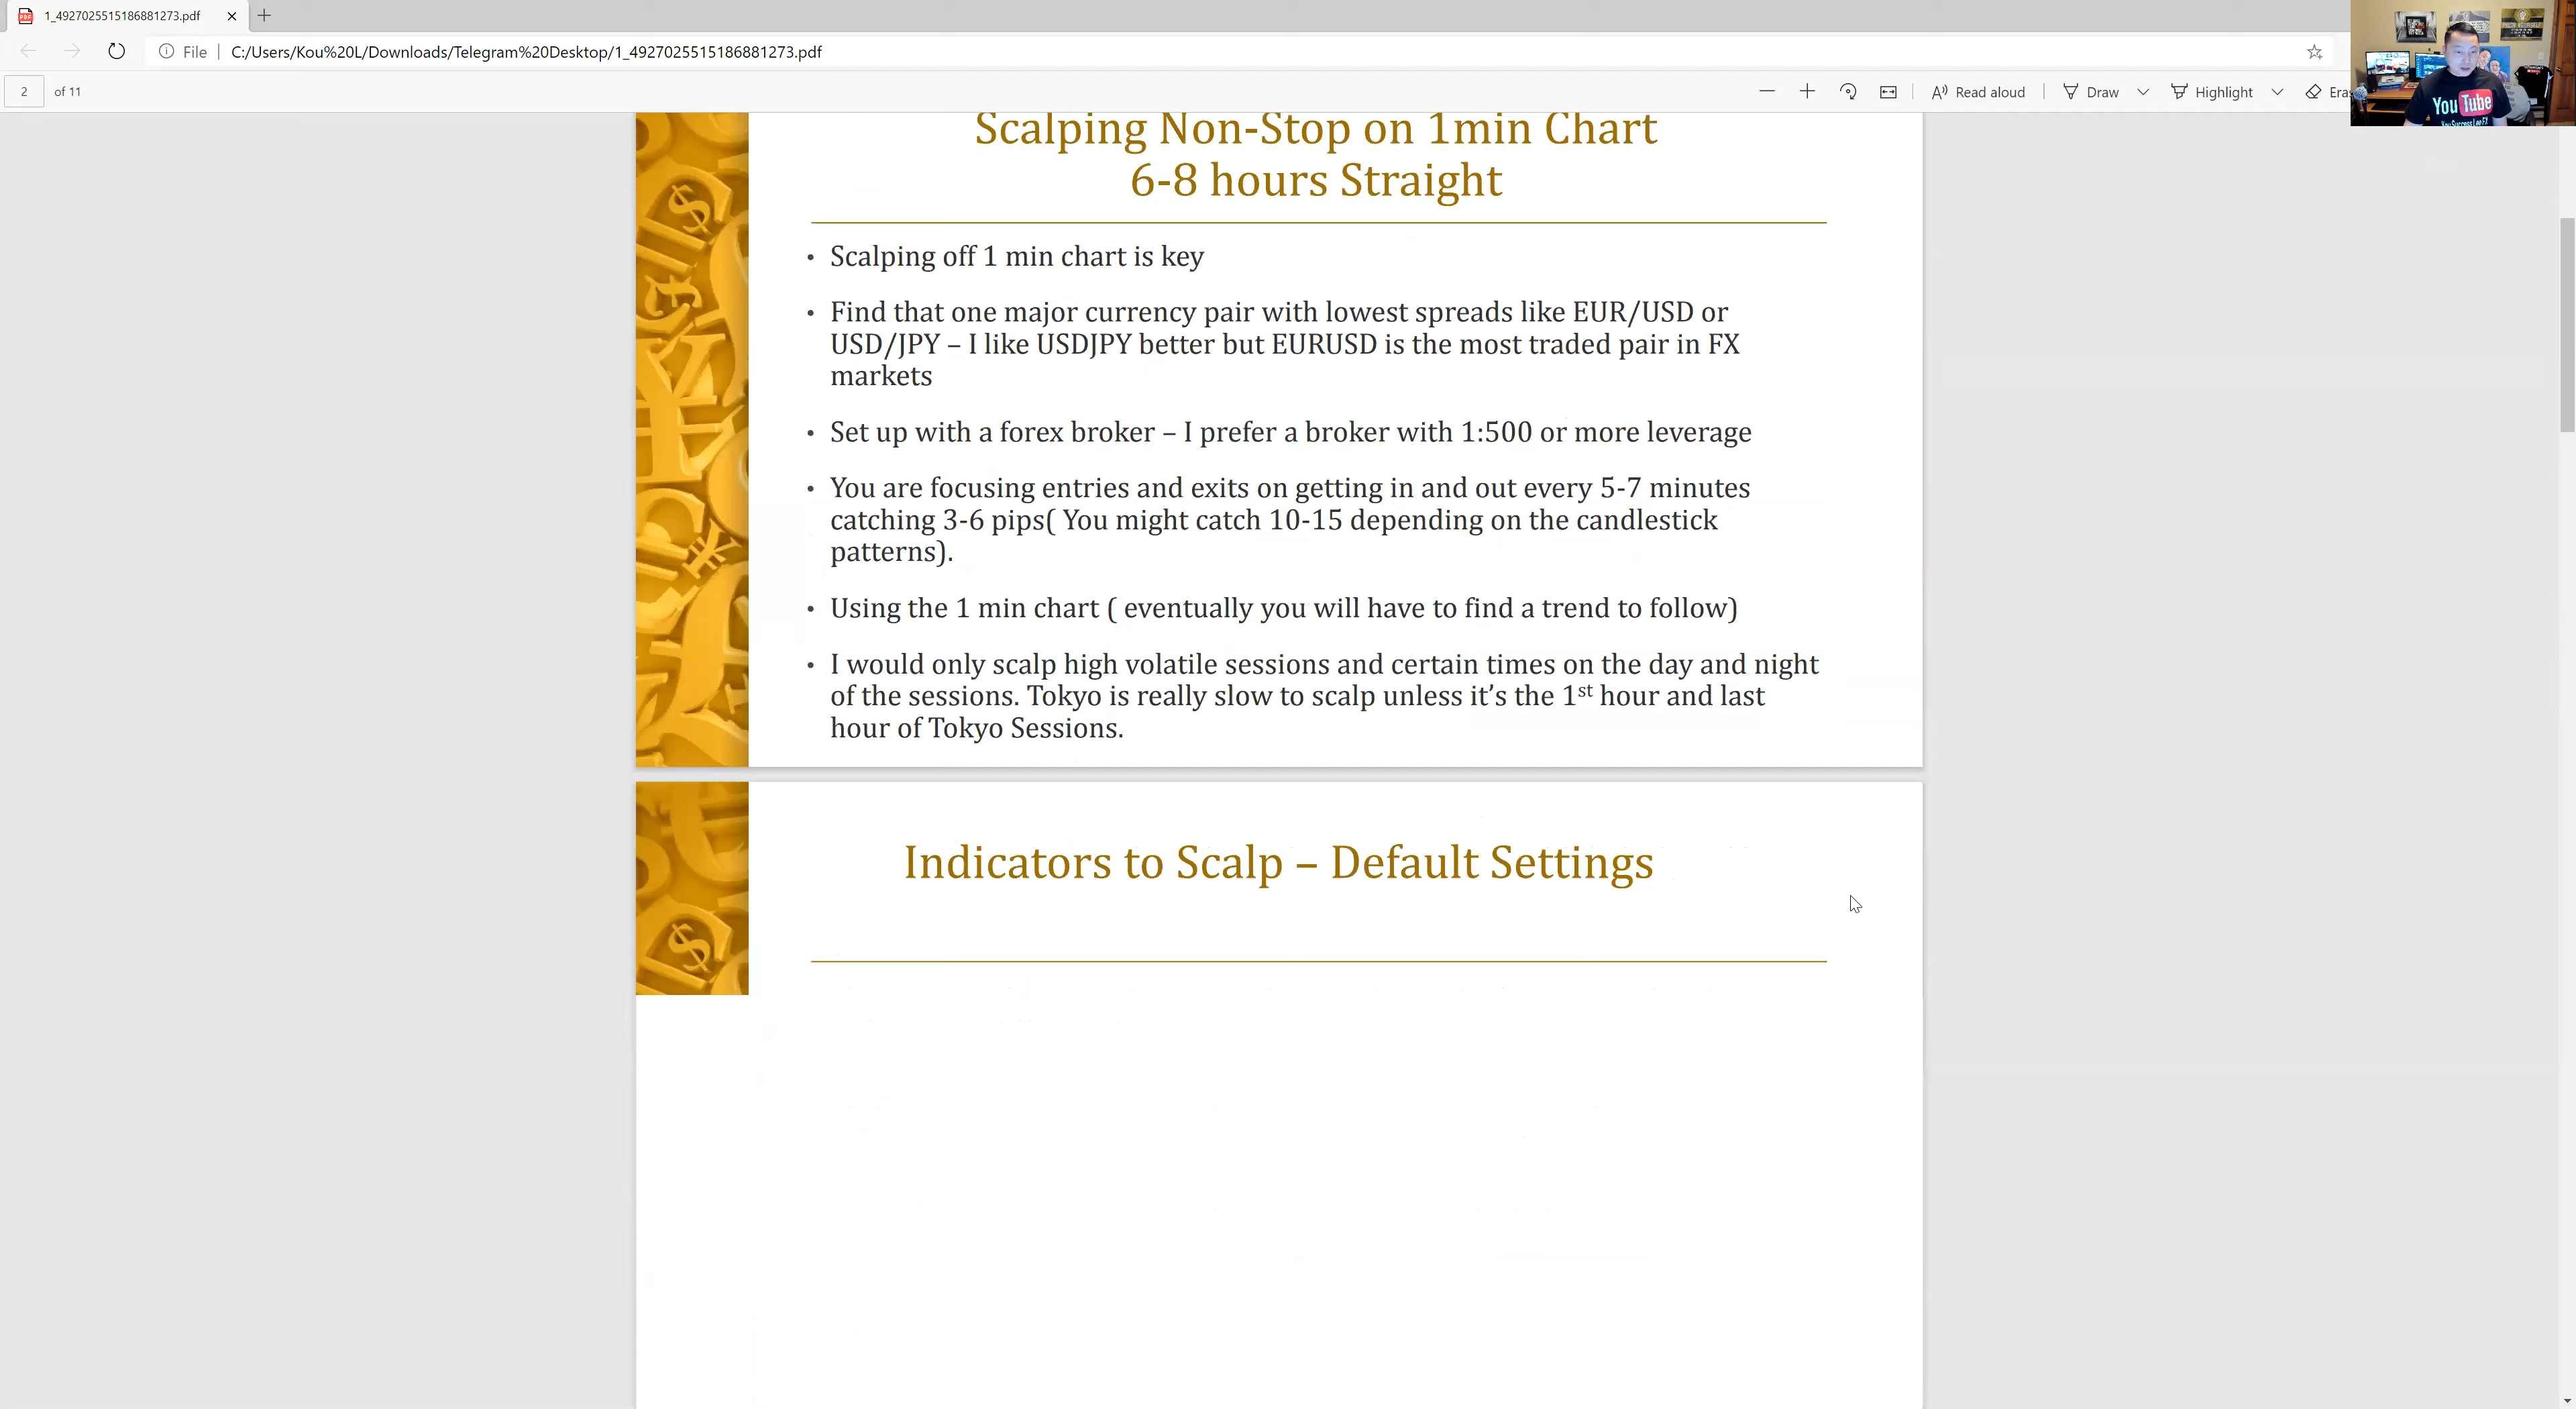 1_4927025515186881273.pdf
File
C:/Users/Kou%20L/Downloads/Telegram%20Desktop/1_4927025515186881273.pdf
2 of 11
Read aloud
Draw
Highlight
Eras
You Tube
Scalping Non-Stop on 1min Chart
6-8 hours Straight
• Scalping off 1 min chart is key
• Find that one major currency pair with lowest spreads like EUR/USD or
USD/JPY – I like USDJPY better but EURUSD is the most traded pair in FX
markets
• Set up with a forex broker – I prefer a broker with 1:500 or more leverage
• You are focusing entries and exits on getting in and out every 5-7 minutes
catching 3-6 pips( You might catch 10-15 depending on the candlestick
patterns).
• Using the 1 min chart ( eventually you will have to find a trend to follow)
• I would only scalp high volatile sessions and certain times on the day and night
of the sessions. Tokyo is really slow to scalp unless it’s the 1st hour and last
hour of Tokyo Sessions.
Indicators to Scalp – Default Settings